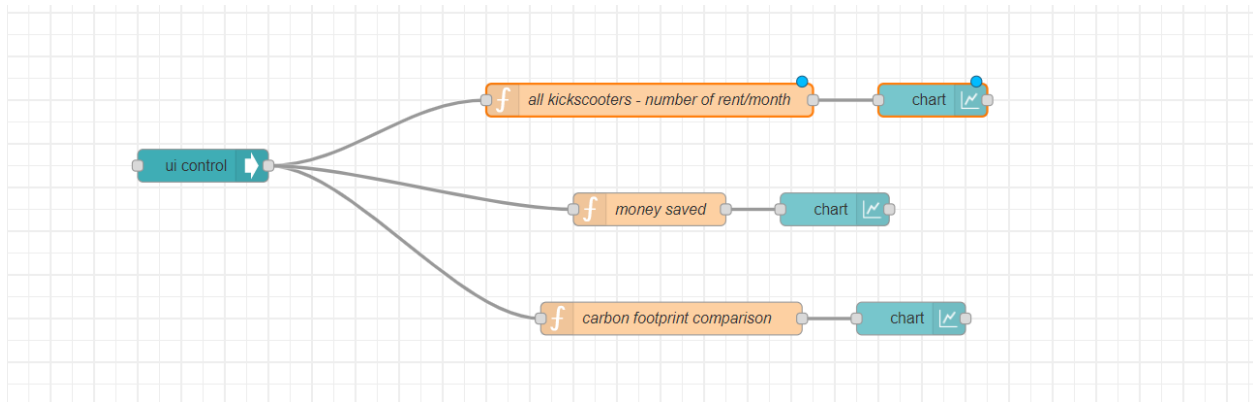 all kickscooters - number of rent/month
chart
ui control
money saved
chart
carbon footprint comparison
chart